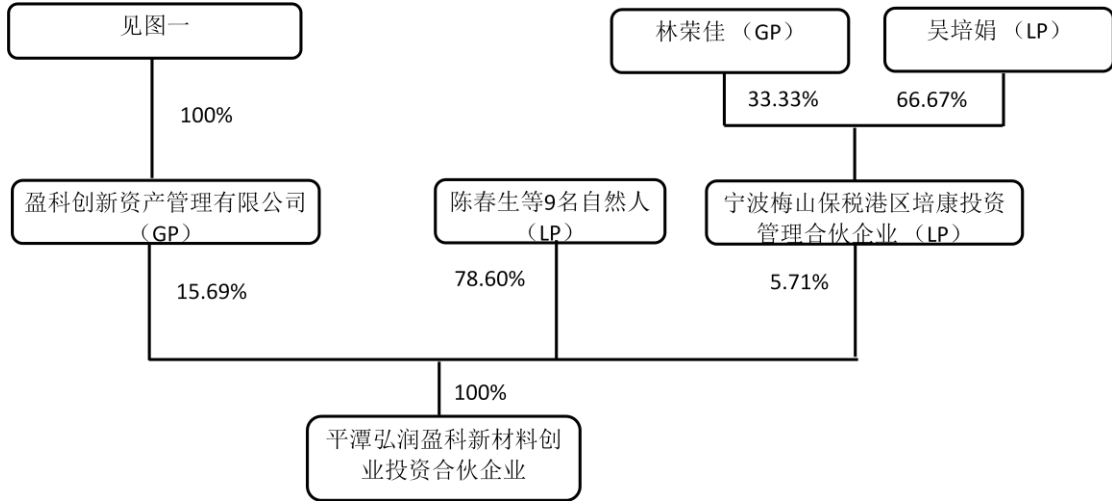 见图一
林荣佳 （GP）
吴培娟 （LP）
100%
33.33%
66.67%
盈科创新资产管理有限公司
（GP）
陈春生等9名自然人
（LP）
宁波梅山保税港区培康投资
管理合伙企业 （LP）
15.69%
78.60%
5.71%
100%
平潭弘润盈科新材料创
业投资合伙企业